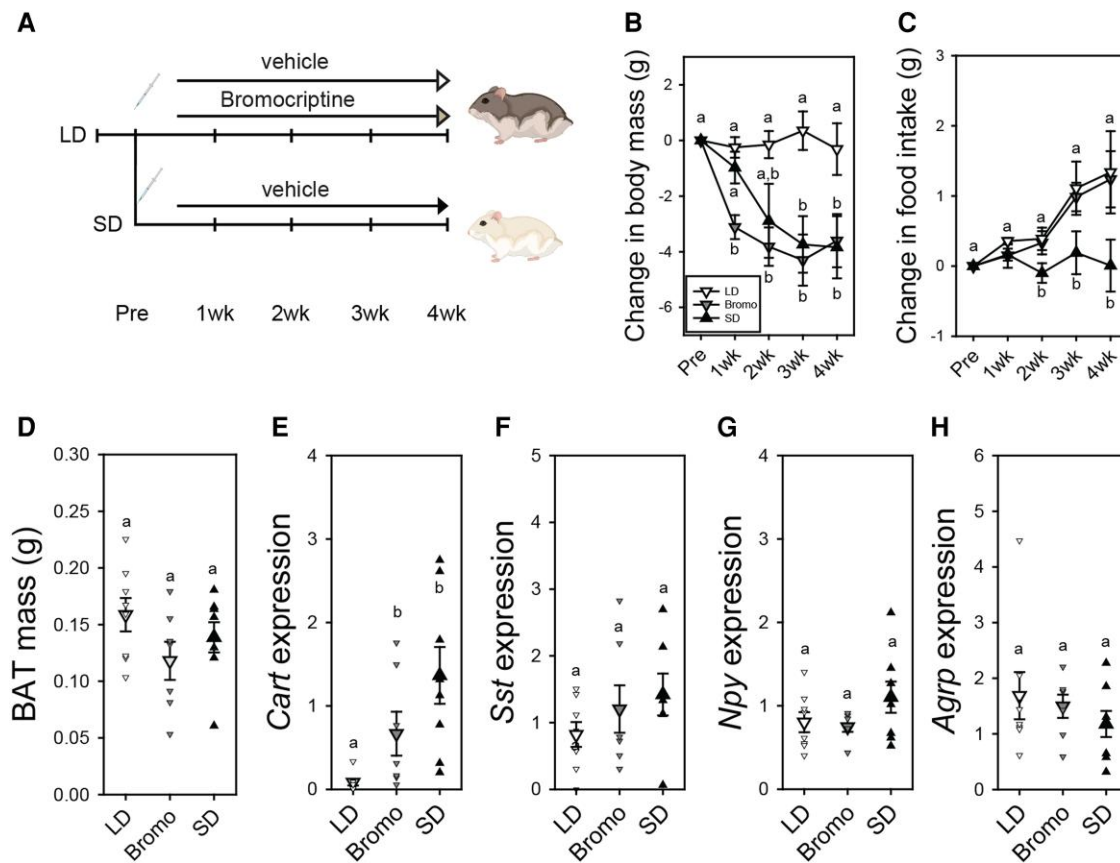 A
vehicle
Bromocriptine
LD
vehicle
SD
Pre 1wk 2wk 3wk 4wk
B
Change in body mass (g)
2
0
-2
-4
-6
a
a
a
a
a
a
a,b
b
b
b
b
b
b
LD
Bromo
SD
Pre
1wk
2wk
3wk
4wk
C
Change in food intake (g)
3
2
1
0
-1
a
a
a
a
a
b
b
b
Pre
1wk
2wk
3wk
4wk
D
BAT mass (g)
0.30
0.25
0.20
0.15
0.10
0.05
0.00
a
a
a
LD
Bromo
SD
E
Cart expression
4
3
2
1
0
a
b
b
LD
Bromo
SD
F
Sst expression
5
4
3
2
1
0
a
a
a
LD
Bromo
SD
G
Npy expression
4
3
2
1
0
a
a
a
LD
Bromo
SD
H
Agrp expression
6
5
4
3
2
1
0
a
a
a
LD
Bromo
SD